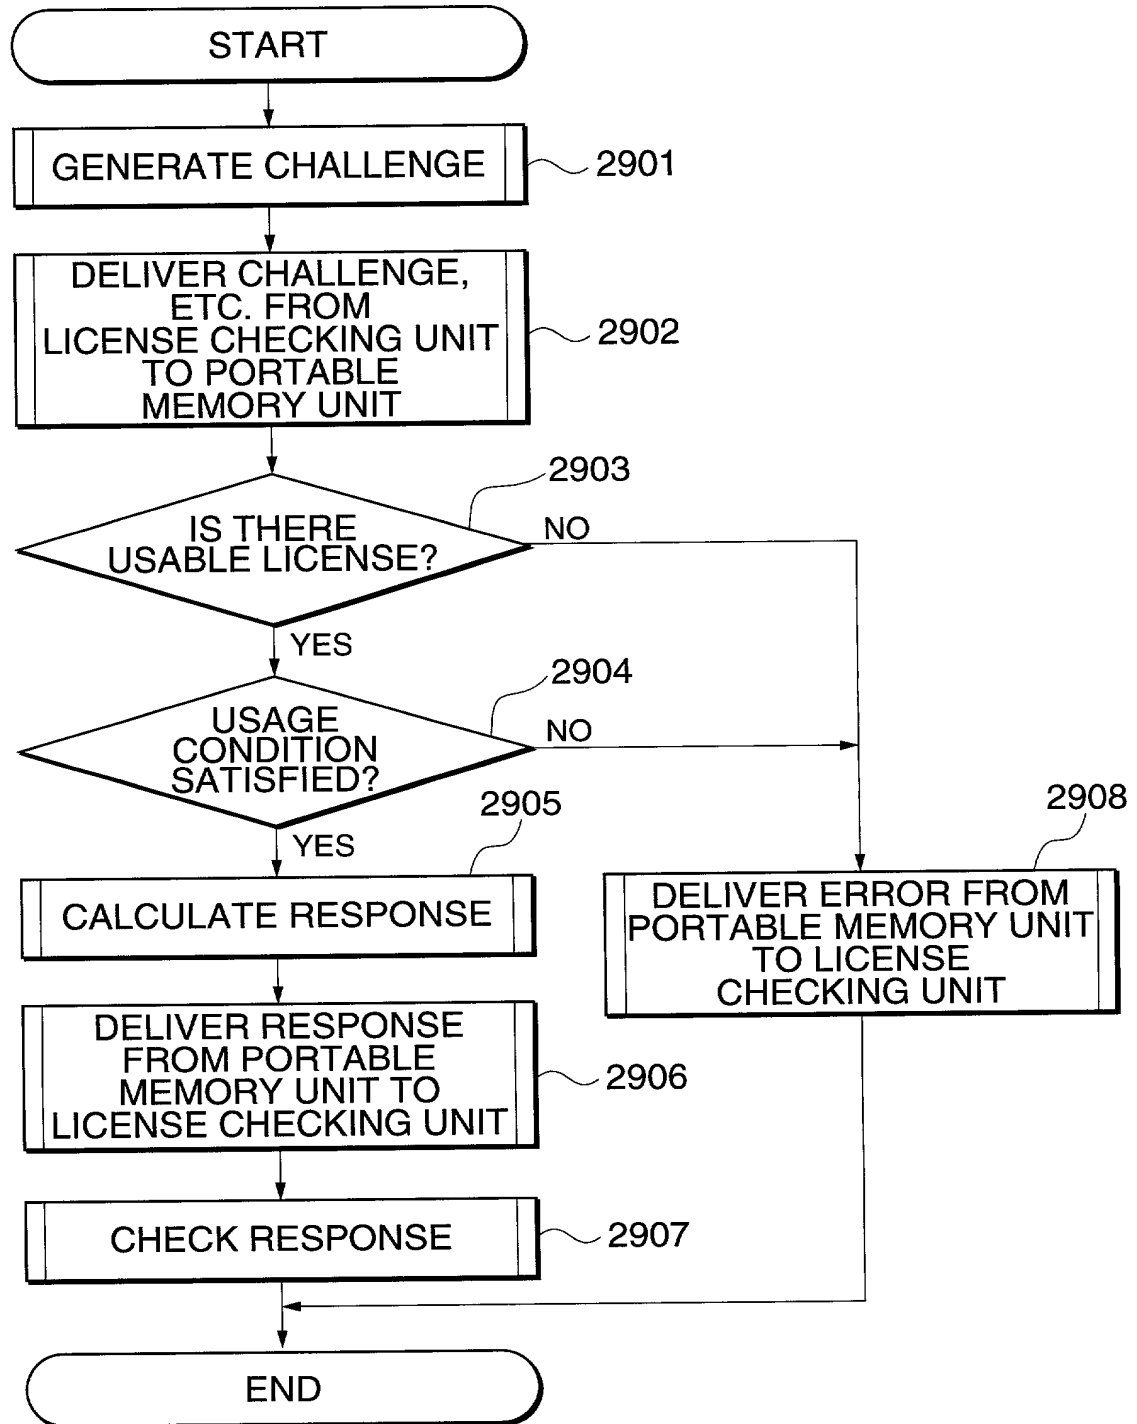 START
GENERATE CHALLENGE
2901
DELIVER CHALLENGE,
ETC. FROM
LICENSE CHECKING UNIT
TO PORTABLE
MEMORY UNIT
2902
2903
IS THERE
USABLE LICENSE?
NO
YES
2904
USAGE
CONDITION
SATISFIED?
NO
YES
2905
CALCULATE RESPONSE
2908
DELIVER ERROR FROM
PORTABLE MEMORY UNIT
TO LICENSE
CHECKING UNIT
DELIVER RESPONSE
FROM PORTABLE
MEMORY UNIT TO
LICENSE CHECKING UNIT
2906
CHECK RESPONSE
2907
END